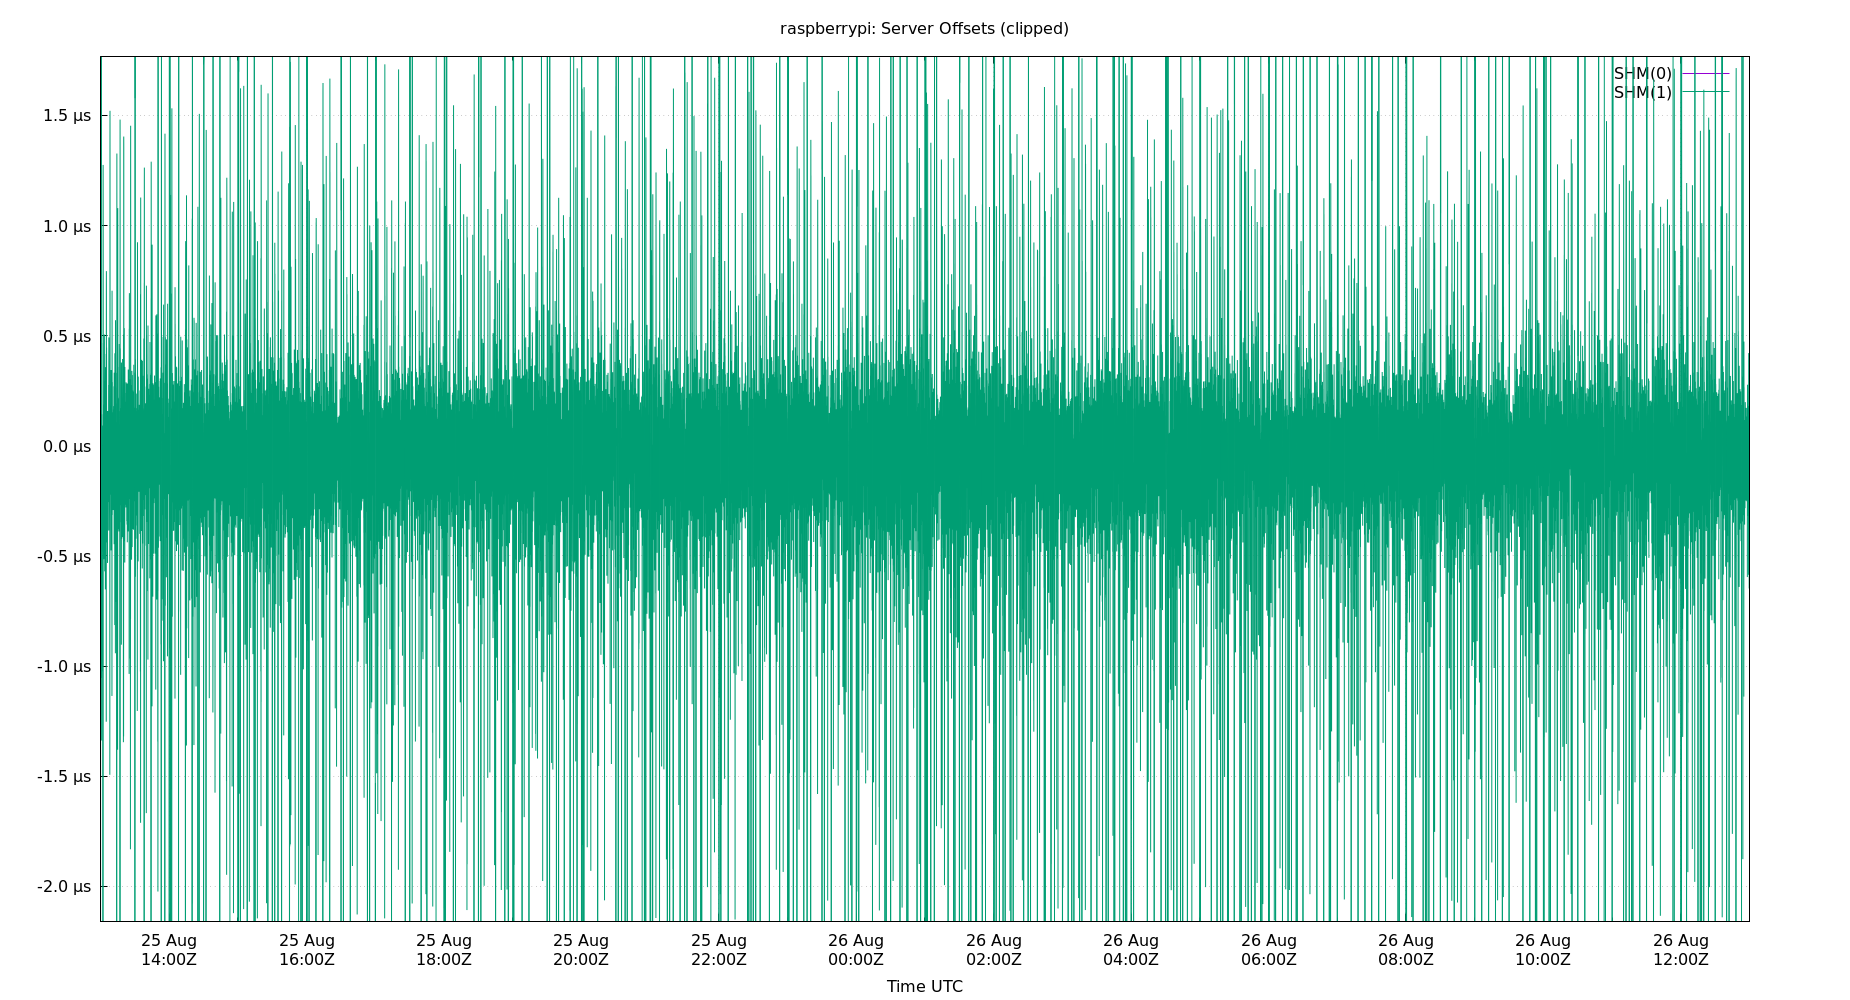 raspberrypi: Server Offsets (clipped)
SHM(0)
SHM(1)
1.5 µs
1.0 µs
0.5 µs
0.0 µs
-0.5 µs
-1.0 µs
-1.5 µs
-2.0 µs
25 Aug 25 Aug 25 Aug 25 Aug 25 Aug 26 Aug 26 Aug 26 Aug 26 Aug 26 Aug 26 Aug 26 Aug
14:00Z 16:00Z 18:00Z 20:00Z 22:00Z 00:00Z 02:00Z 04:00Z 06:00Z 08:00Z 10:00Z 12:00Z
Time UTC